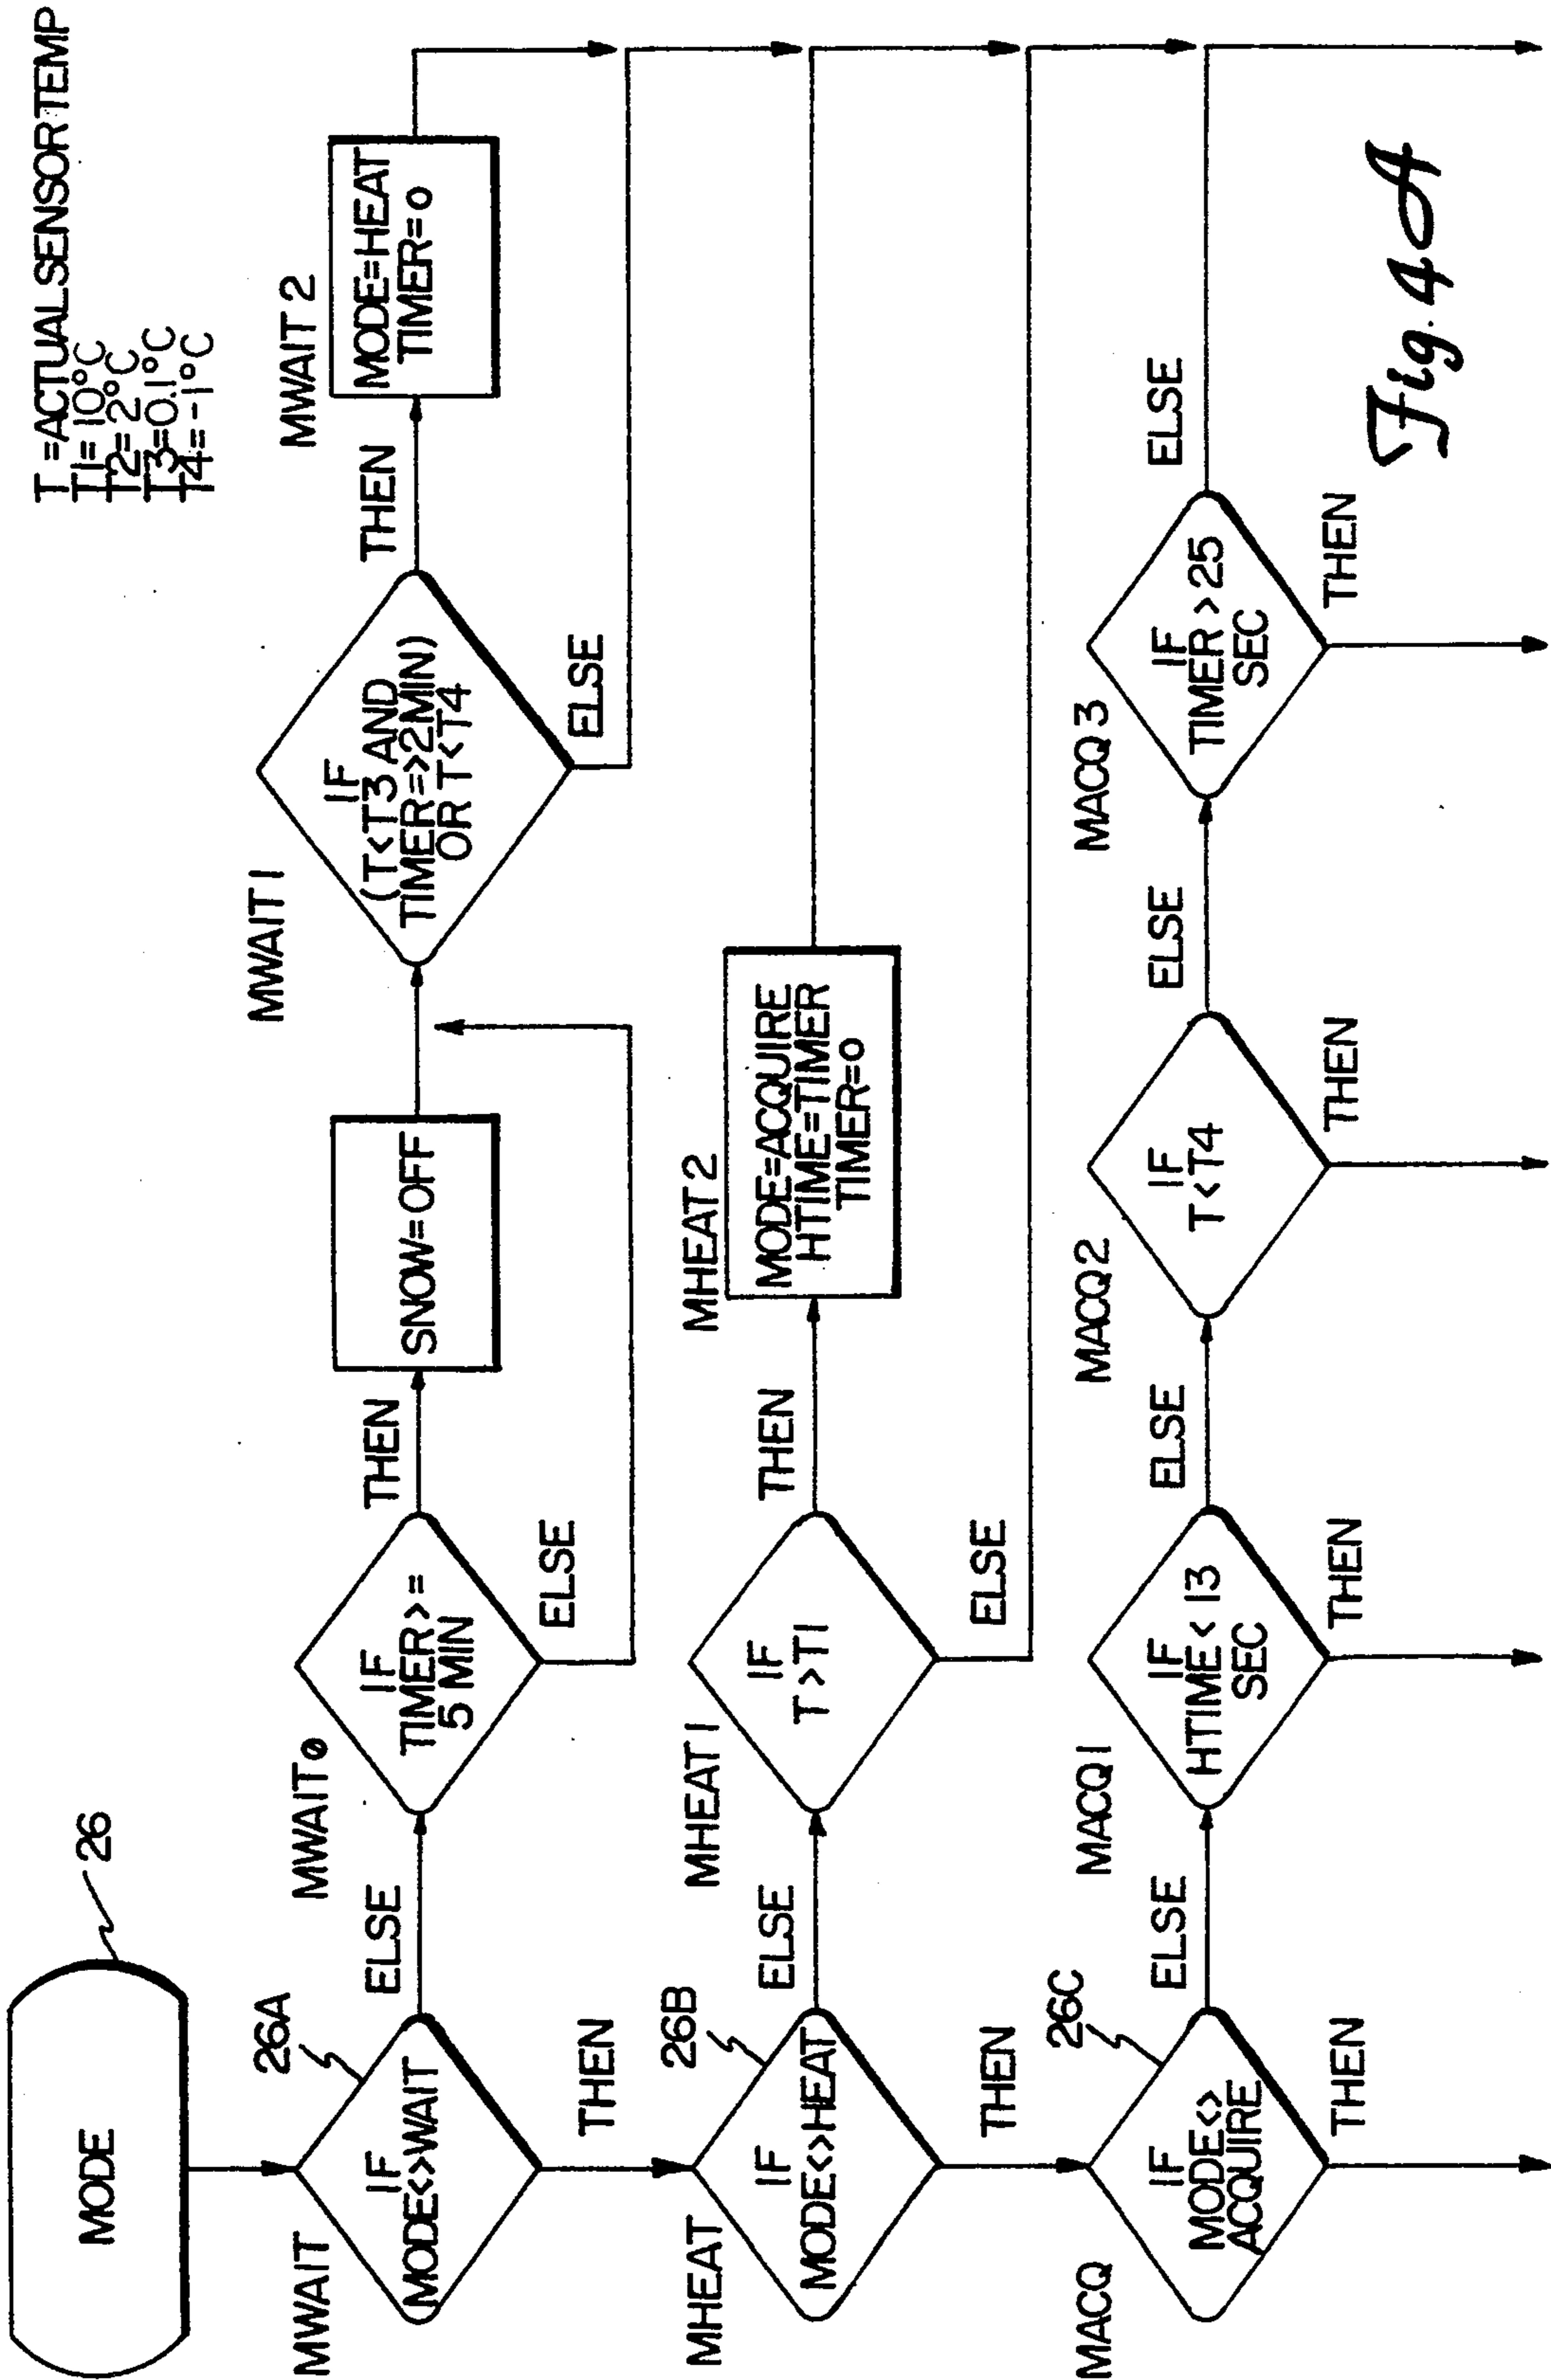 T =ACTUAL SENSOR TEMP
T1= 10°C
T2= 2°C
T3=0.1°C
T4=-1°C
MODE
26
MWAIT
26A
IF
MODE<>WAIT
ELSE
THEN
MWAIT0
IF
TIMER>=
5 MIN
THEN
ELSE
SNOW=OFF
MWAIT1
IF
(T<T3 AND
TIMER=>2MIN)
OR T<T4
THEN
ELSE
MWAIT 2
MODE=HEAT
TIMER=0
MHEAT
26B
IF
MODE<>HEAT
ELSE
THEN
MHEAT1
IF
T>T1
THEN
ELSE
MHEAT2
MODE=ACQUIRE
HTIME=TIMER
TIMER=0
MACQ
26C
IF
MODE<>
ACQUIRE
ELSE
THEN
MACQ1
IF
HTIME<13
SEC
ELSE
THEN
MACQ2
IF
T<T4
ELSE
THEN
MACQ3
IF
TIMER>25
SEC
ELSE
THEN
Fig. 4A